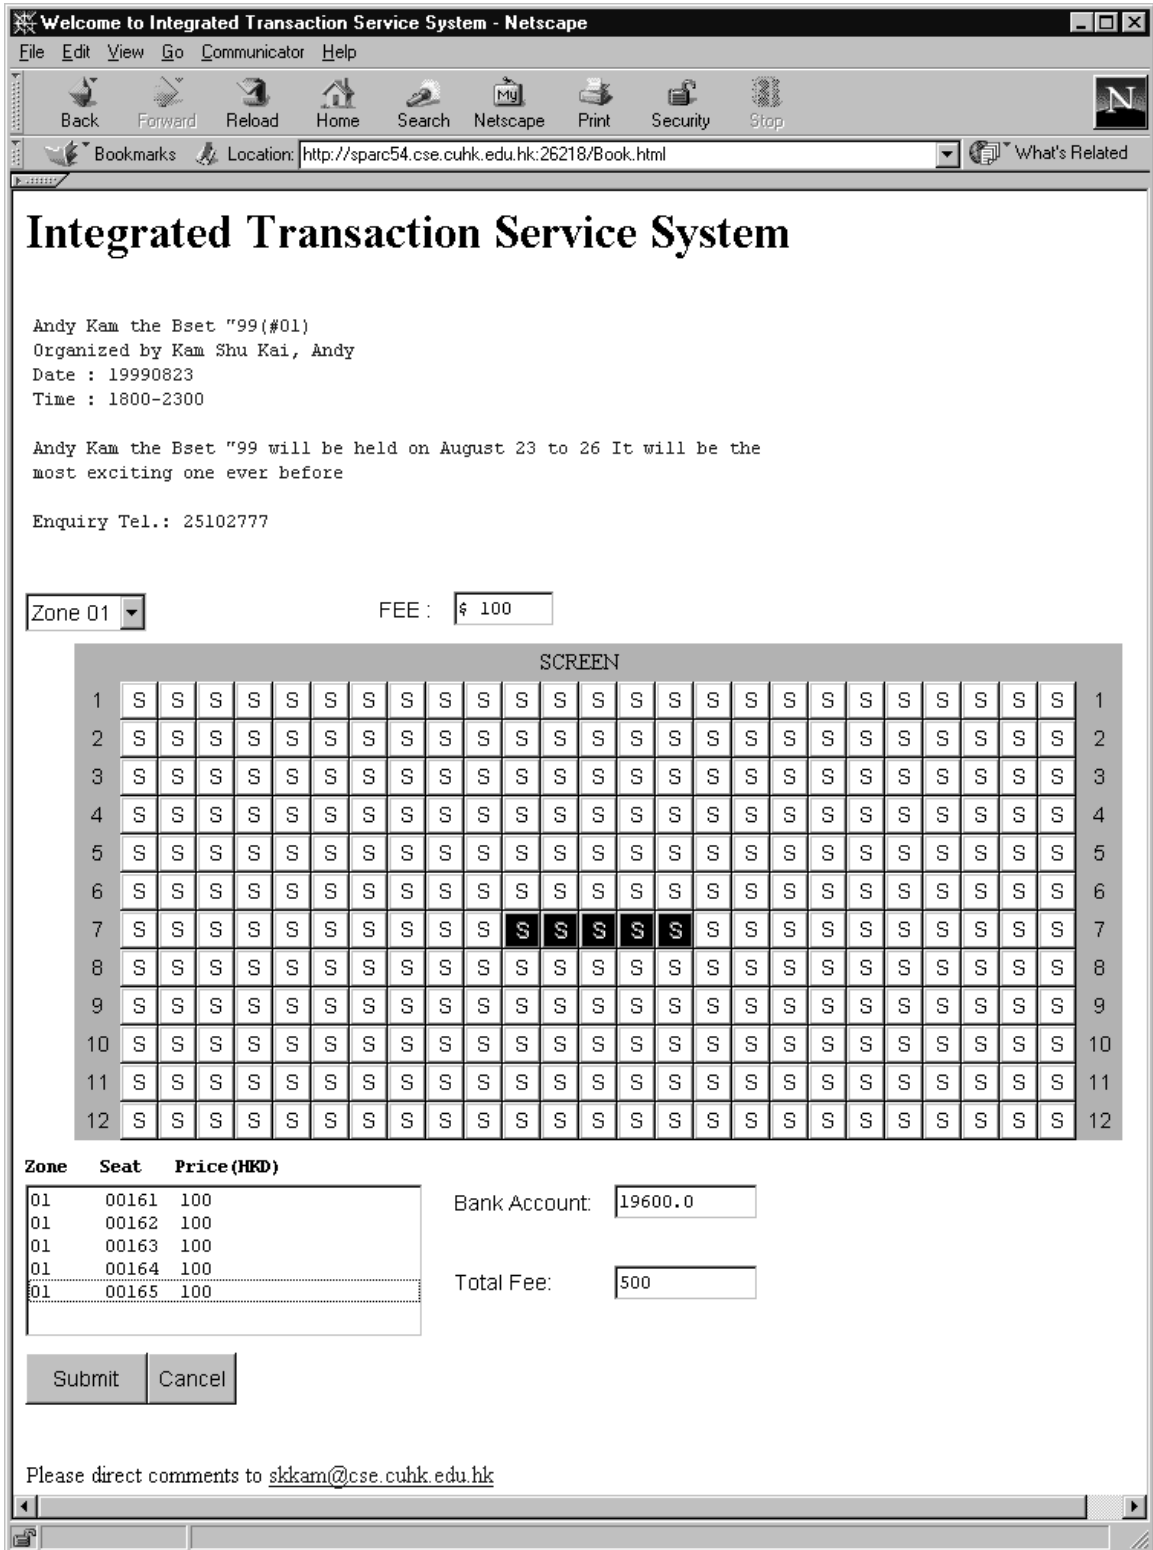 Welcome to Integrated Transaction Service System - Netscape
File Edit View Go Communicator Help
My
N
Back Forward Reload Home Search Netscape Print Security Stop
Bookmarks Location: http://sparc54.cse.cuhk.edu.hk:26218/Book.html What's Related
Integrated Transaction Service System
Andy Kam the Bset "99(#01)
Organized by Kam Shu Kai, Andy
Date : 19990823
Time : 1800-2300
Andy Kam the Bset "99 will be held on August 23 to 26 It will be the
most exciting one ever before
Enquiry Tel.: 25102777
Zone 01 FEE : $ 100
SCREEN
1 S S S S S S S S S S S S S S S S S S S S S S S S S 1
2 S S S S S S S S S S S S S S S S S S S S S S S S S 2
3 S S S S S S S S S S S S S S S S S S S S S S S S S 3
4 S S S S S S S S S S S S S S S S S S S S S S S S S 4
5 S S S S S S S S S S S S S S S S S S S S S S S S S 5
6 S S S S S S S S S S S S S S S S S S S S S S S S S 6
7 S S S S S S S S S S S S S S S S S S S S S S S S S 7
8 S S S S S S S S S S S S S S S S S S S S S S S S S 8
9 S S S S S S S S S S S S S S S S S S S S S S S S S 9
10 S S S S S S S S S S S S S S S S S S S S S S S S S 10
11 S S S S S S S S S S S S S S S S S S S S S S S S S 11
12 S S S S S S S S S S S S S S S S S S S S S S S S S 12
Zone Seat Price(HKD)
01 00161 100
01 00162 100
01 00163 100
01 00164 100
01 00165 100
Bank Account: 19600.0
Total Fee: 500
Submit Cancel
Please direct comments to skkam@cse.cuhk.edu.hk